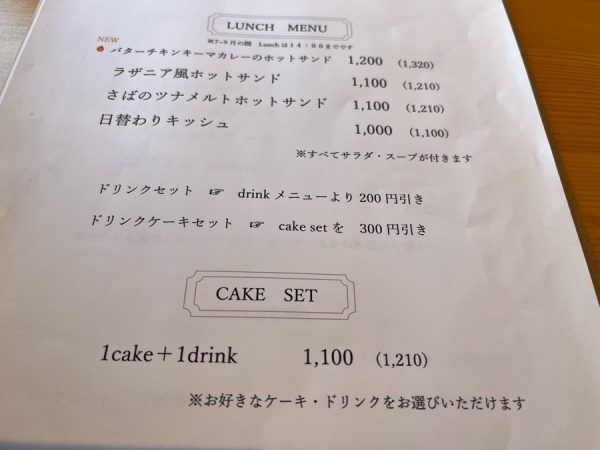 LUNCH MENU
※7~9月の間 Lunchは14:00までです
NEW
バターチキンキーマカレーのホットサンド 1,200 (1,320)
ラザニア風ホットサンド 1,100 (1,210)
さばのツナメルトホットサンド 1,100 (1,210)
日替わりキッシュ 1,000 (1,100)
※すべてサラダ・スープが付きます
ドリンクセット ☞ drink メニューより 200 円引き
ドリンクケーキセット ☞ cake set を 300 円引き
CAKE SET
1cake＋1drink 1,100 (1,210)
※お好きなケーキ・ドリンクをお選びいただけます